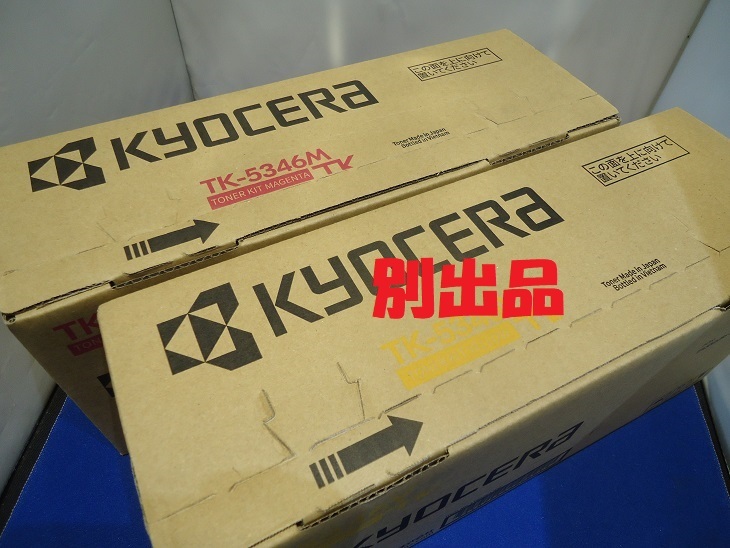 KYOCERA
TK-5346M
TONER KIT MAGENTA
TK
この面を上に向けて
置いてください
Toner Made in Japan
Bottled in Vietnam
KYOCERA
別出品
この面を上に向けて
置いてください
Toner Made in Japan
Bottled in Vietnam
KYOCERA